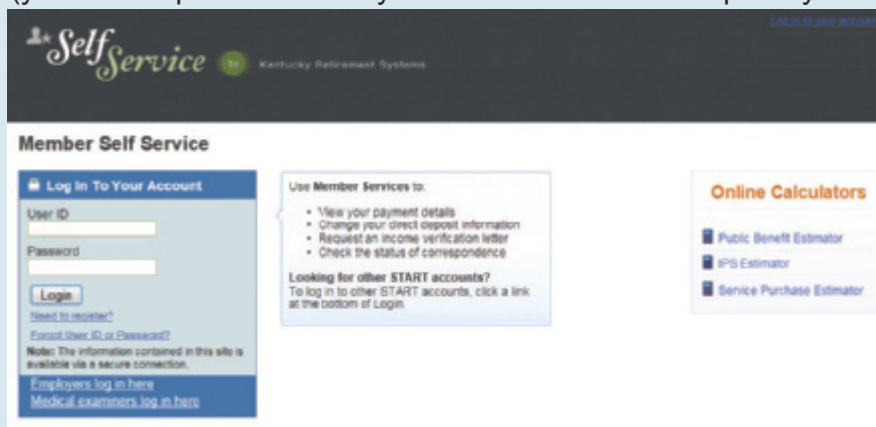 Log in to your account
Self Service by Kentucky Retirement Systems
Member Self Service
Log In To Your Account
User ID
Password
Login
Need to register?
Forgot User ID or Password?
Note: The information contained in this site is
available via a secure connection.
Employers log in here
Medical examiners log in here
Use Member Services to:
• View your payment details
• Change your direct deposit information
• Request an income verification letter
• Check the status of correspondence
Looking for other START accounts?
To log in to other START accounts, click a link
at the bottom of Login.
Online Calculators
Public Benefit Estimator
IPS Estimator
Service Purchase Estimator